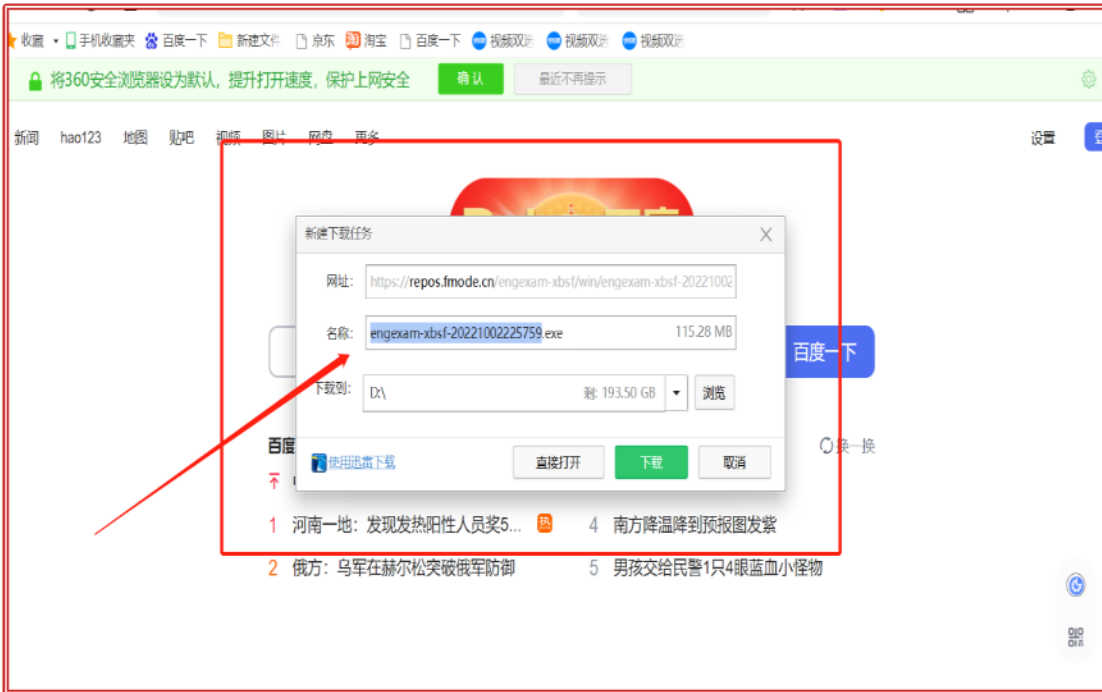 收藏 手机收藏夹 百度一下 新建文件 京东 淘宝 百度一下 视频双选 视频双选 视频双选
将360安全浏览器设为默认，提升打开速度，保护上网安全 确认 最近不再提示
新闻 hao123 地图 贴吧 视频 图片 网盘 更多 设置
新建下载任务
网址: https://repos.fmode.cn/engexam-xbsf/win/engexam-xbsf-20221002
名称: engexam-xbsf-20221002225759.exe 115.28 MB
百度一下
下载到: D:\ 剩: 193.50 GB 浏览
百度 换一换
使用迅雷下载 直接打开 下载 取消
1 河南一地：发现发热阳性人员奖5... 热 4 南方降温降到预报图发紫
2 俄方：乌军在赫尔松突破俄军防御 5 男孩交给民警1只4眼蓝血小怪物